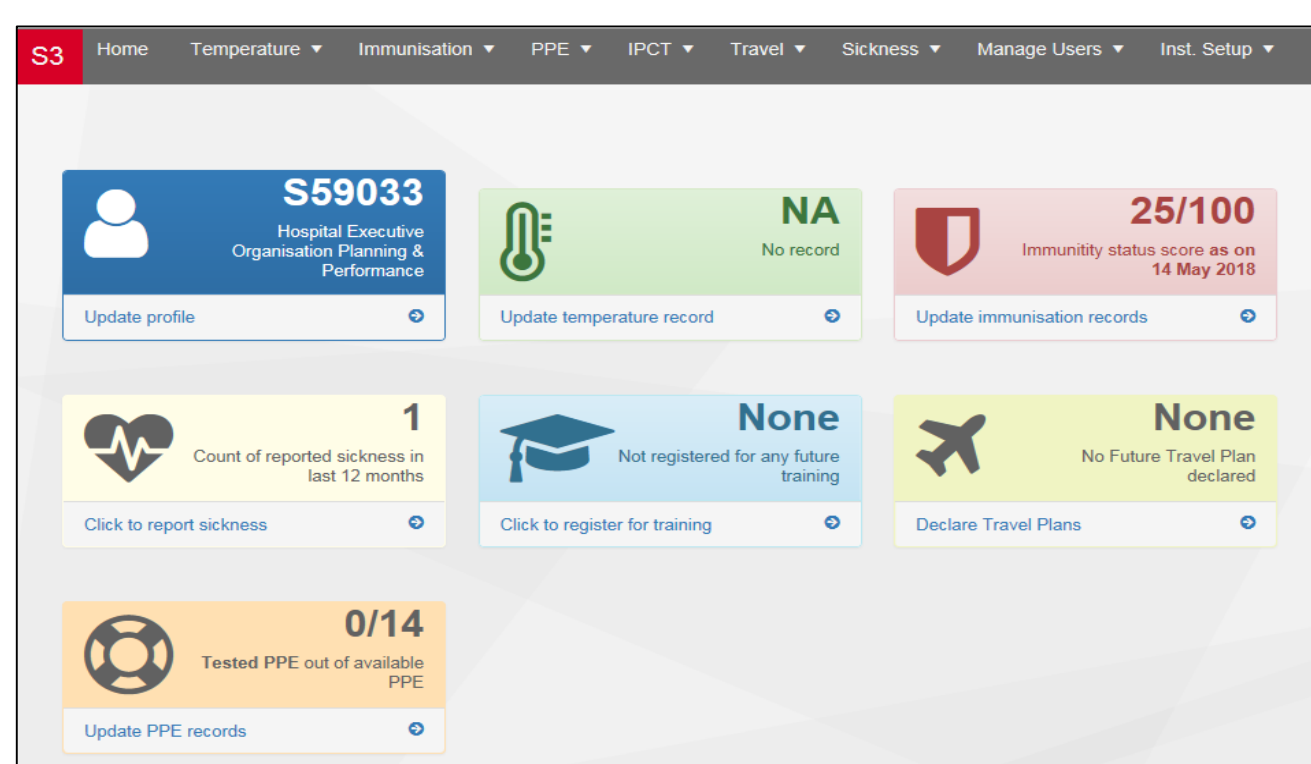 S3 Home Temperature Immunisation PPE IPCT Travel Sickness Manage Users Inst. Setup
S59033
Hospital Executive
Organisation Planning &
Performance
Update profile
NA
No record
Update temperature record
25/100
Immunitity status score as on
14 May 2018
Update immunisation records
1
Count of reported sickness in
last 12 months
Click to report sickness
None
Not registered for any future
training
Click to register for training
None
No Future Travel Plan
declared
Declare Travel Plans
0/14
Tested PPE out of available
PPE
Update PPE records